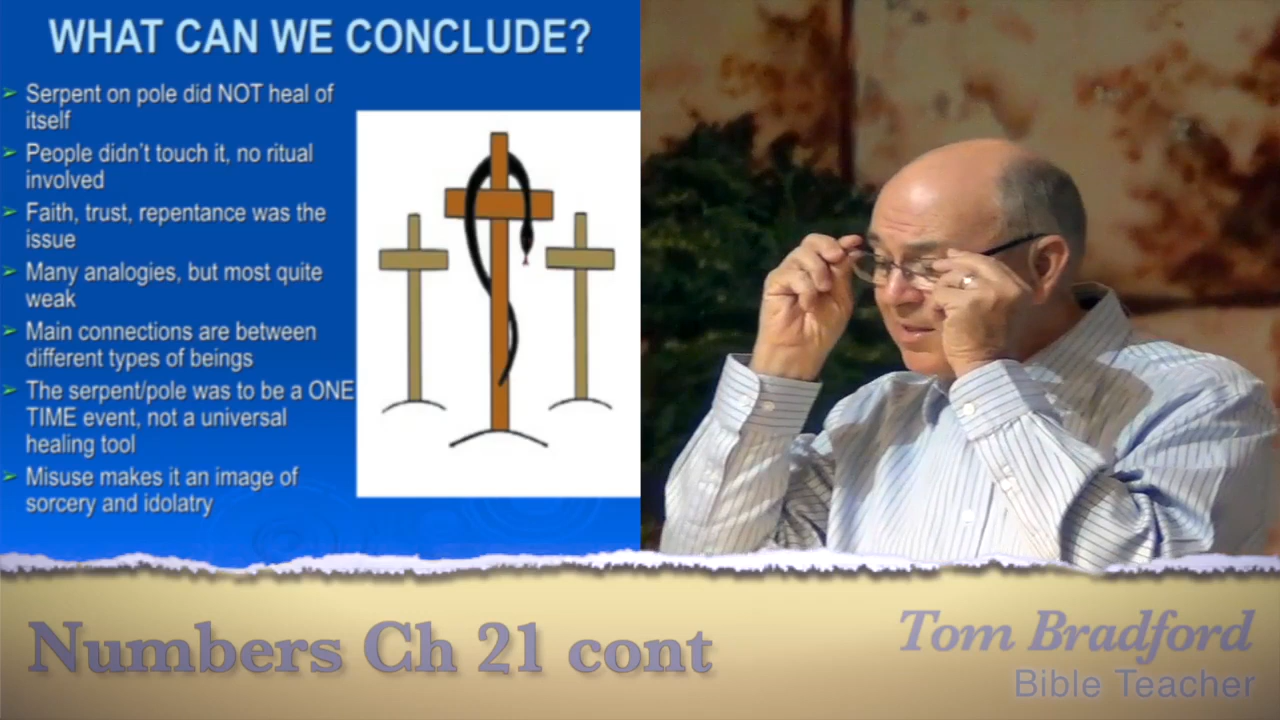 WHAT CAN WE CONCLUDE?
➢ Serpent on pole did NOT heal of
itself
➢ People didn't touch it, no ritual
involved
➢ Faith, trust, repentance was the
issue
➢ Many analogies, but most quite
weak
➢ Main connections are between
different types of beings
➢ The serpent/pole was to be a ONE
TIME event, not a universal
healing tool
➢ Misuse makes it an image of
sorcery and idolatry
Numbers Ch 21 cont
Tom Bradford
Bible Teacher